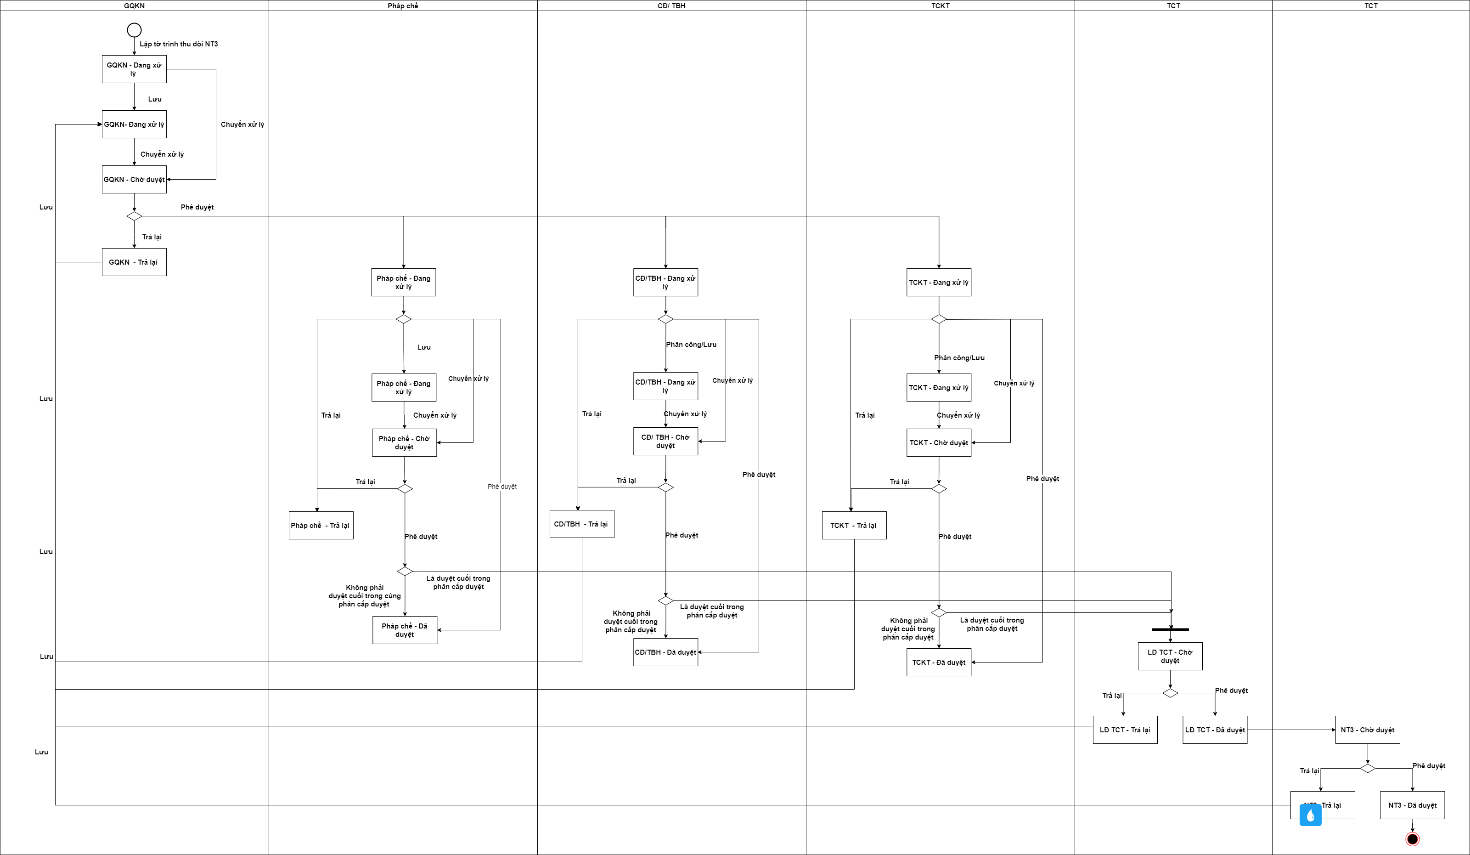 GQKN
Pháp chế
CĐ/ TBH
TCKT
TCT
TCT
Lập tờ trình thu đòi NT3
GQKN - Đang xử
lý
Lưu
GQKN- Đang xử lý
Chuyển xử lý
Chuyển xử lý
GQKN - Chờ duyệt
Lưu
Phê duyệt
Trả lại
GQKN - Trả lại
Pháp chế - Đang
xử lý
CĐ/TBH - Đang xử
lý
TCKT - Đang xử lý
Lưu
Phân công/Lưu
Phân công/Lưu
Pháp chế - Đang
xử lý
Chuyển xử lý
CĐ/TBH - Đang xử
lý
Chuyển xử lý
TCKT - Đang xử lý
Chuyển xử lý
Lưu
Trả lại
Chuyển xử lý
Trả lại
Chuyển xử lý
Trả lại
Chuyển xử lý
Pháp chế - Chờ
duyệt
CĐ/ TBH - Chờ
duyệt
TCKT - Chờ duyệt
Trả lại
Phê duyệt
Trả lại
Phê duyệt
Trả lại
Phê duyệt
Pháp chế - Trả lại
CĐ/TBH - Trả lại
TCKT - Trả lại
Phê duyệt
Phê duyệt
Phê duyệt
Lưu
Không phải
duyệt cuối trong cùng
phân cấp duyệt
Là duyệt cuối trong
phân cấp duyệt
Không phải
duyệt cuối trong
phân cấp duyệt
Là duyệt cuối trong
phân cấp duyệt
Không phải
duyệt cuối trong
phân cấp duyệt
Là duyệt cuối trong
phân cấp duyệt
Pháp chế - Đã
duyệt
CĐ/TBH - Đã duyệt
TCKT - Đã duyệt
LĐ TCT - Chờ
duyệt
Lưu
Trả lại
Phê duyệt
LĐ TCT - Trả lại
LĐ TCT - Đã duyệt
NT3 - Chờ duyệt
Lưu
Trả lại
Phê duyệt
Trả lại
NT3 - Đã duyệt